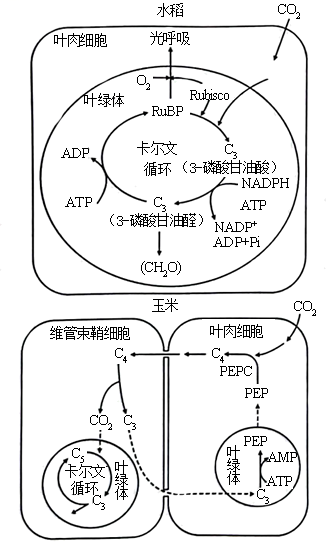 水稻
叶肉细胞
光呼吸
CO₂
O₂
Rubisco
叶绿体
RuBP
ADP
卡尔文
循环
C₃
(3-磷酸甘油酸)
NADPH
ATP
ATP
C₃
(3-磷酸甘油醛)
NADP⁺
ADP+Pi
(CH₂O)
玉米
维管束鞘细胞
叶肉细胞
CO₂
C₄
C₄
PEPC
PEP
CO₂
C₃
C₅
卡尔文
循环
C₃
叶绿体
叶绿体
PEP
AMP
ATP
C₃